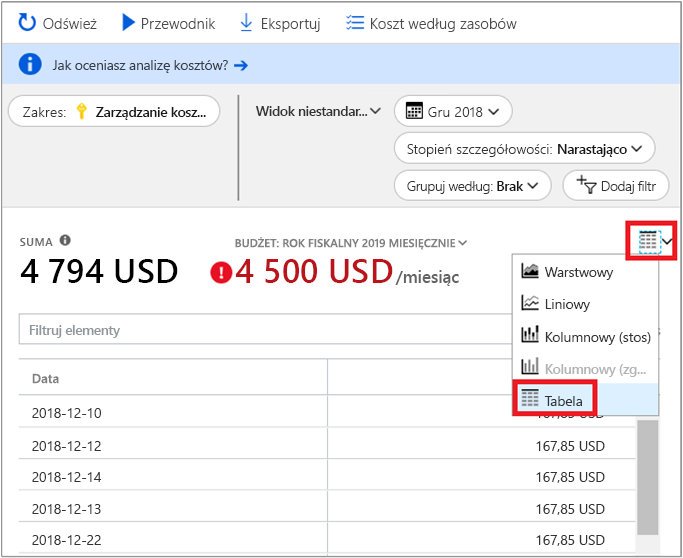 Odśwież Przewodnik Eksportuj Koszt według zasobów
Jak oceniasz analizę kosztów?
Zakres: Zarządzanie kosz... Widok niestandar... Gru 2018
Stopień szczegółowości: Narastająco
Grupuj według: Brak Dodaj filtr
SUMA BUDŻET: ROK FISKALNY 2019 MIESIĘCZNIE
4 794 USD 4 500 USD/miesiąc
Warstwowy
Liniowy
Kolumnowy (stos)
Kolumnowy (zg...
Tabela
Filtruj elementy
Data
2018-12-10 167,85 USD
2018-12-12 167,85 USD
2018-12-14 167,85 USD
2018-12-13 167,85 USD
2018-12-22 167,85 USD